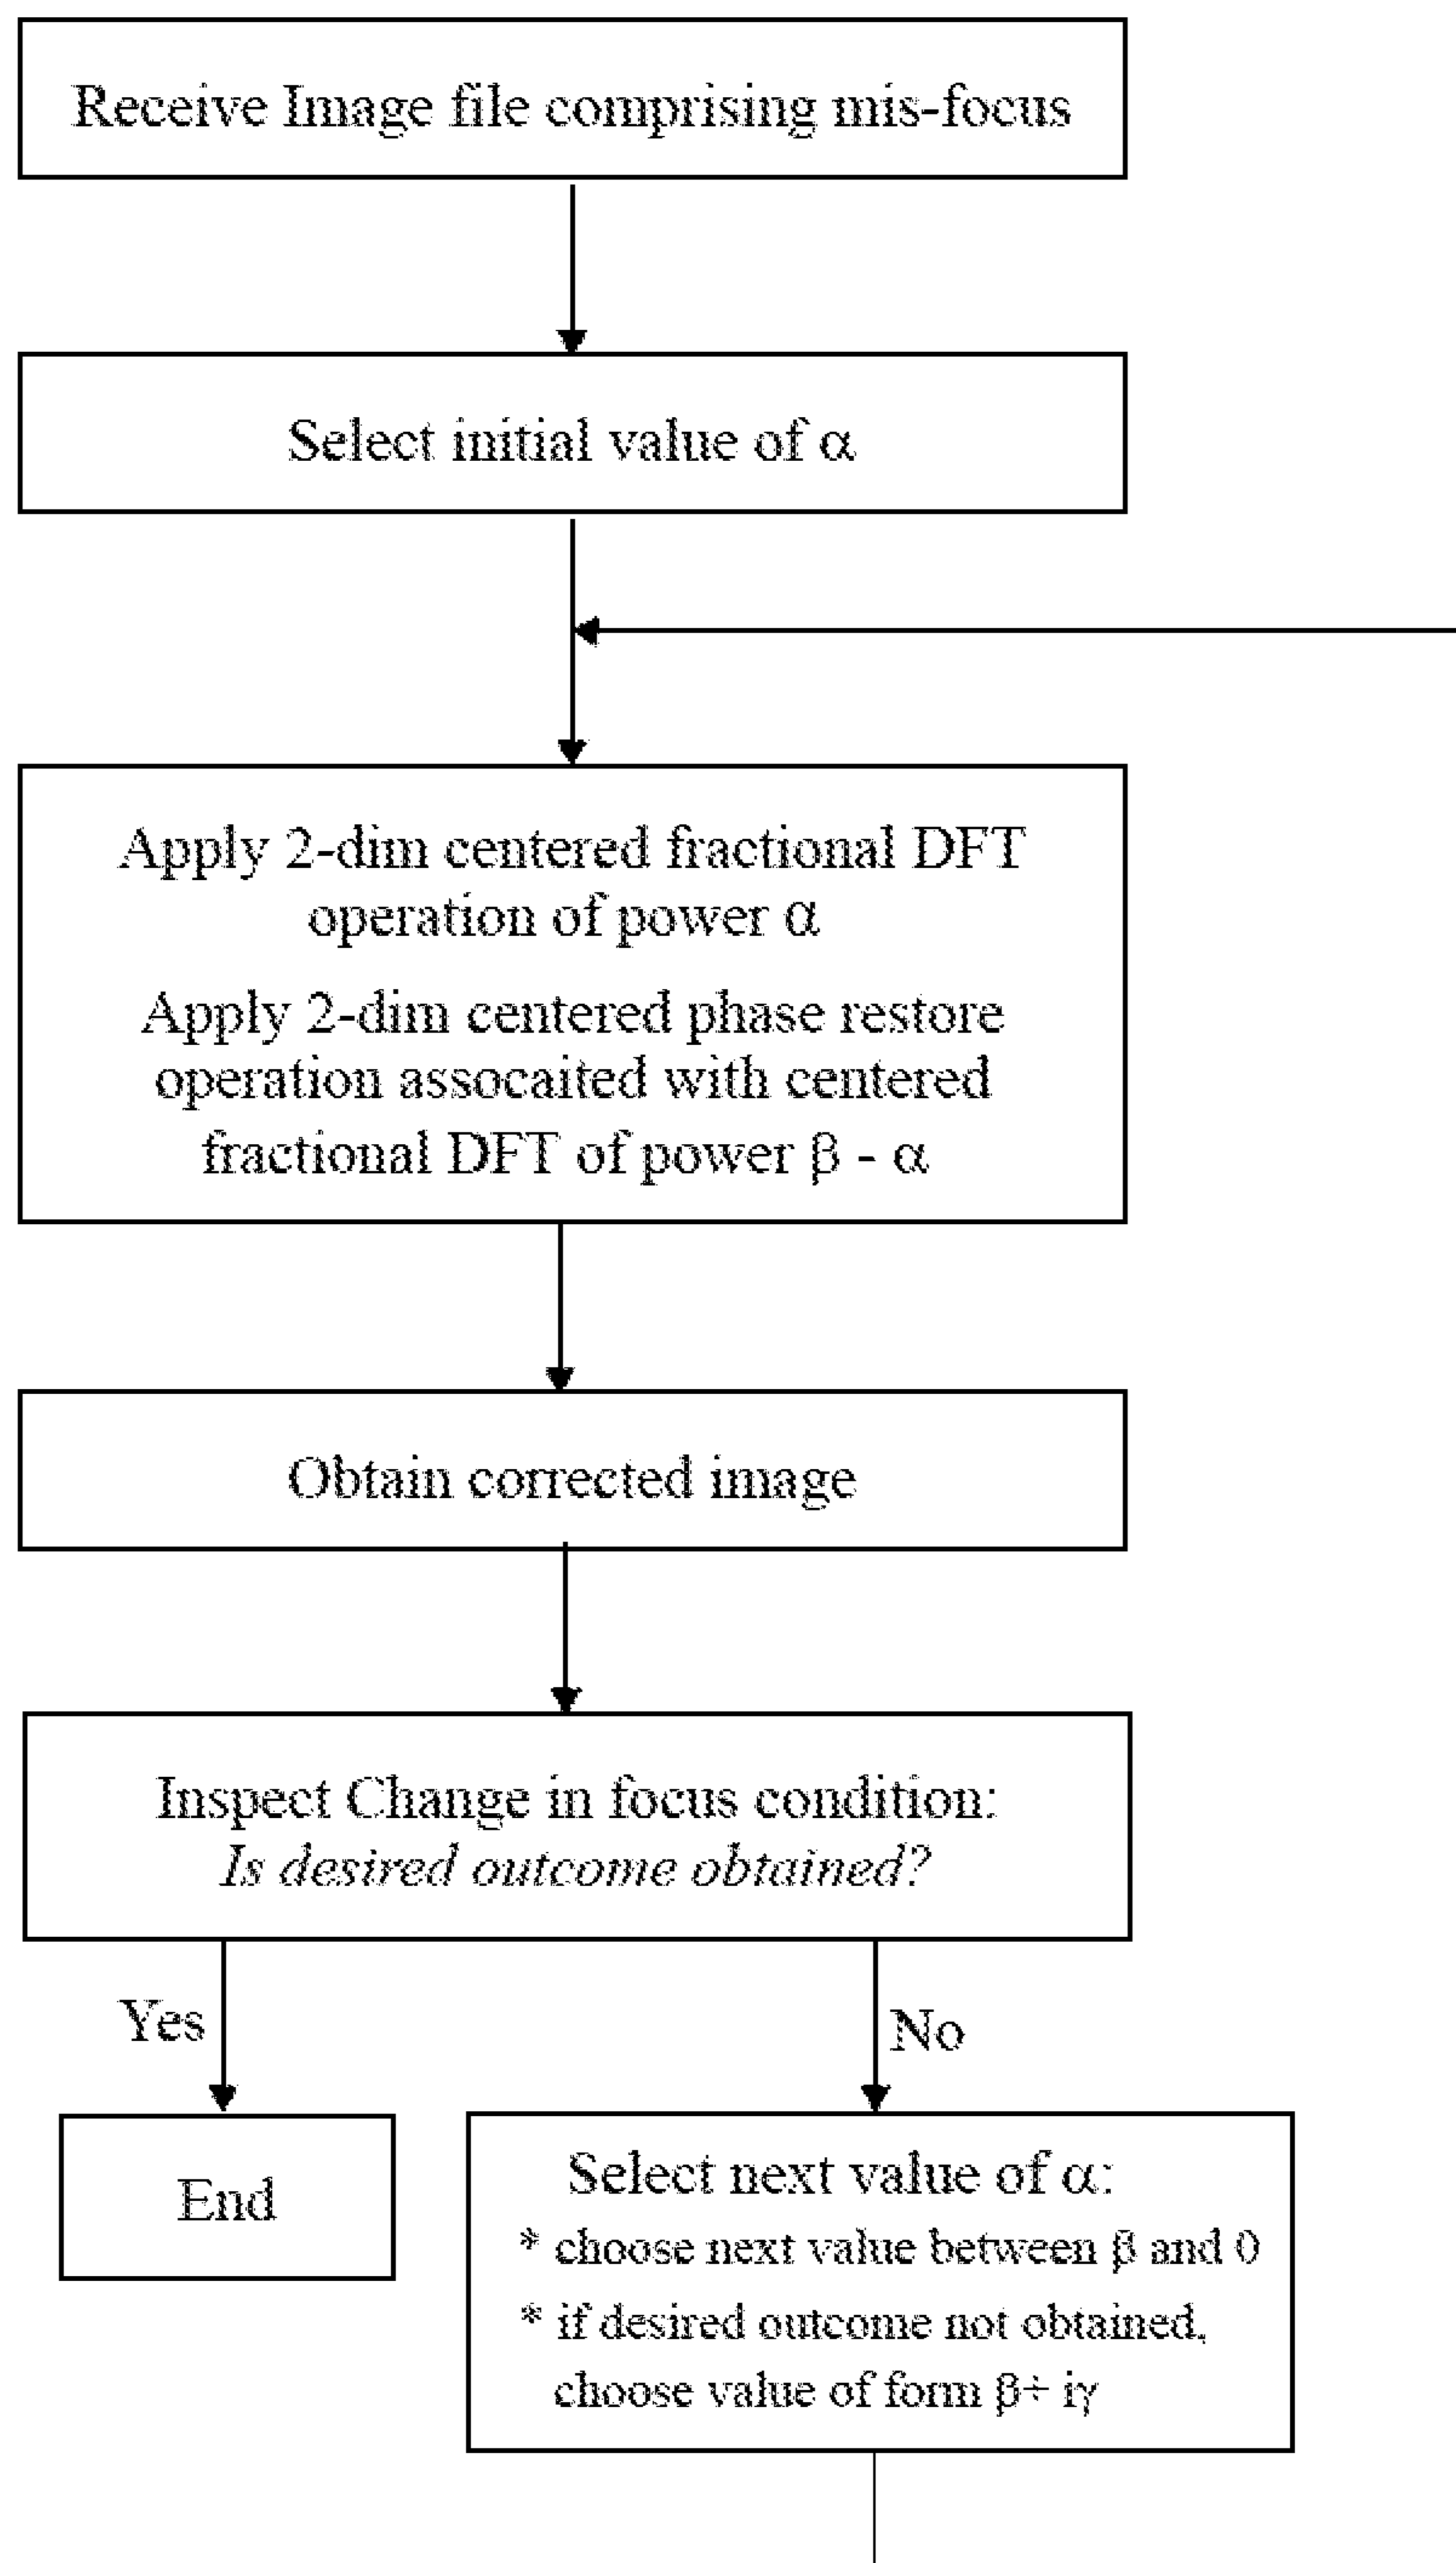 Receive Image file comprising mis-focus
Select initial value of α
Apply 2-dim centered fractional DFT
operation of power α
Apply 2-dim centered phase restore
operation assocaited with centered
fractional DFT of power β - α
Obtain corrected image
Inspect Change in focus condition:
Is desired outcome obtained?
Yes
No
End
Select next value of α:
* choose next value between β and 0
* if desired outcome not obtained,
choose value of form β+ iγ